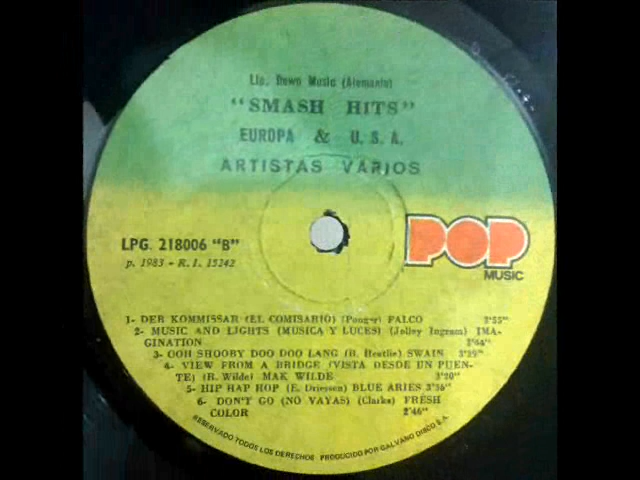 Lic. Down Music (Alemania)
"SMASH HITS"
EUROPA & U. S. A.
ARTISTAS VARIOS
LPG. 218006 "B"
p. 1983 - R. I. 15242
POP
MUSIC
1- DER KOMMISSAR (EL COMISARIO) (Ponger) FALCO 3'55"
2- MUSIC AND LIGHTS (MUSICA Y LUCES) (Jolley Ingram) IMA-
GINATION 3'44"
3- OOH SHOOBY DOO DOO LANG (B. Heatlie) SWAIN 3'29"
4- VIEW FROM A BRIDGE (VISTA DESDE UN PUEN-
TE) (R. Wilde) MAK WILDE 3'20"
5- HIP HAP HOP (E. Driessen) BLUE ARIES 3'36"
6- DON'T GO (NO VAYAS) (Clarke) FRESH
COLOR 2'46"
RESERVADO TODOS LOS DERECHOS PRODUCIDO POR GALVANO DISCO S.A.